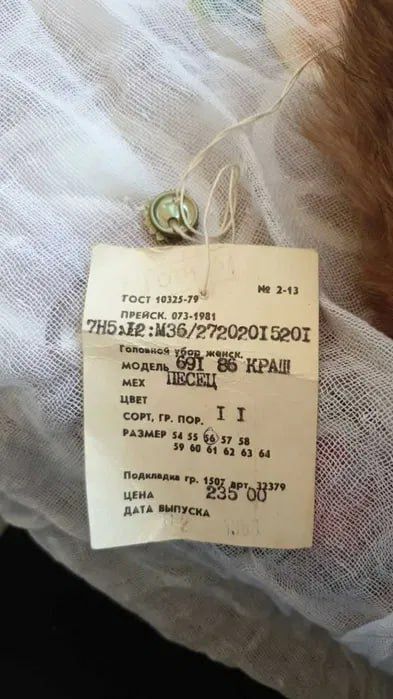 ГОСТ 10325-79 № 2-13
ПРЕЙСК. 073-1981
7Н5:12:М36/27202015201
Головной убор женск.
МОДЕЛЬ 691 86 КРАШ
МЕХ ПЕСЕЦ
ЦВЕТ
СОРТ, ГР. ПОР. I I
РАЗМЕР 54 55 56 57 58
59 60 61 62 63 64
Подкладка гр. 1507 арт. 32379
ЦЕНА 235 00
ДАТА ВЫПУСКА